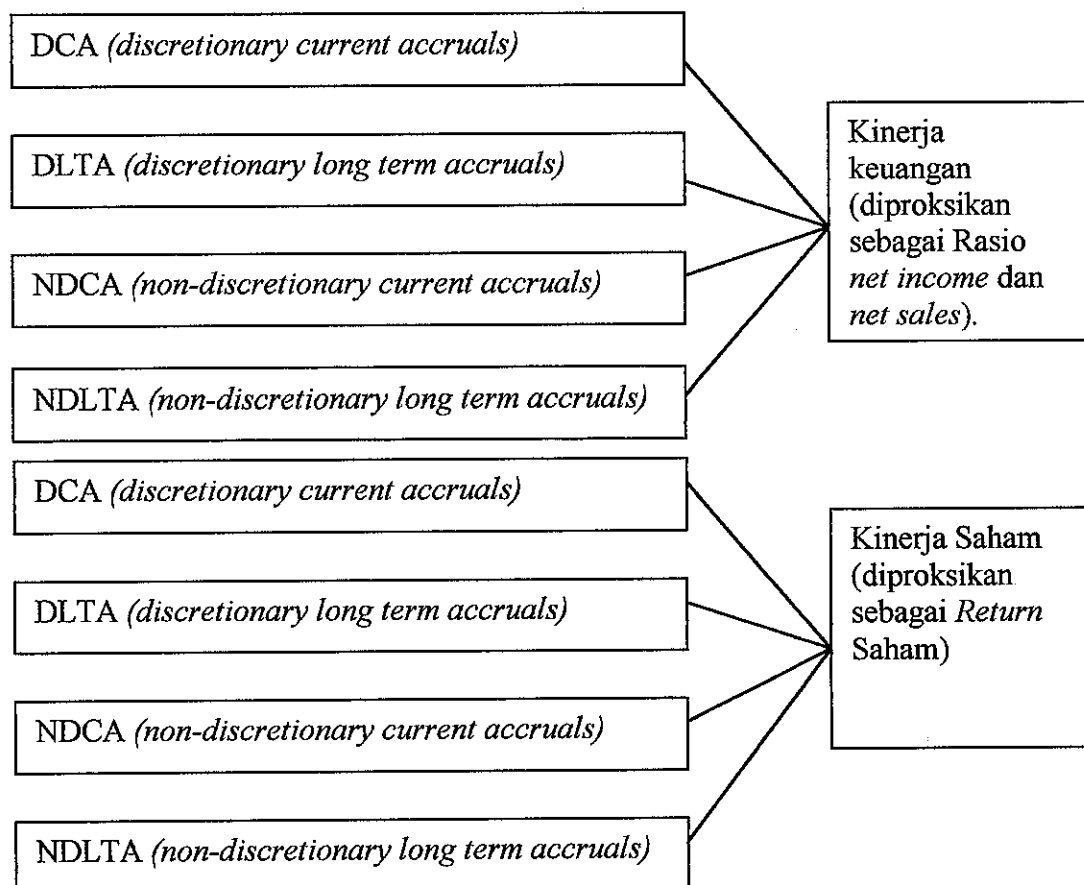 DCA (discretionary current accruals)
DLTA (discretionary long term accruals)
NDCA (non-discretionary current accruals)
NDLTA (non-discretionary long term accruals)
Kinerja
keuangan
(diproksikan
sebagai Rasio
net income dan
net sales).
DCA (discretionary current accruals)
DLTA (discretionary long term accruals)
NDCA (non-discretionary current accruals)
NDLTA (non-discretionary long term accruals)
Kinerja Saham
(diproksikan
sebagai Return
Saham)